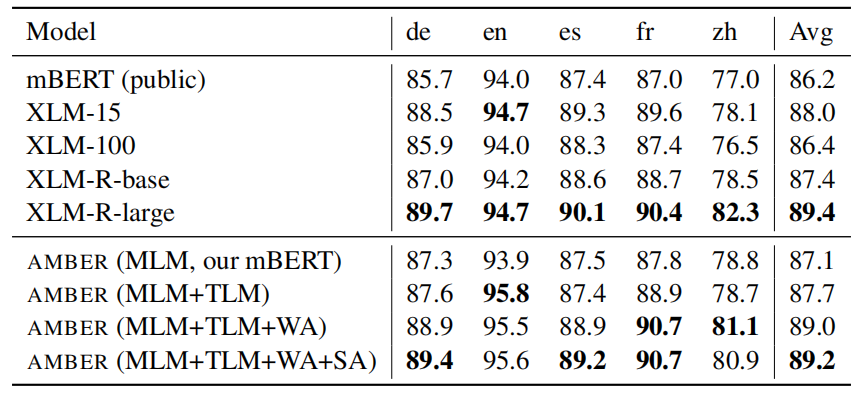 Model de en es fr zh Avg
mBERT (public) 85.7 94.0 87.4 87.0 77.0 86.2
XLM-15 88.5 94.7 89.3 89.6 78.1 88.0
XLM-100 85.9 94.0 88.3 87.4 76.5 86.4
XLM-R-base 87.0 94.2 88.6 88.7 78.5 87.4
XLM-R-large 89.7 94.7 90.1 90.4 82.3 89.4
AMBER (MLM, our mBERT) 87.3 93.9 87.5 87.8 78.8 87.1
AMBER (MLM+TLM) 87.6 95.8 87.4 88.9 78.7 87.7
AMBER (MLM+TLM+WA) 88.9 95.5 88.9 90.7 81.1 89.0
AMBER (MLM+TLM+WA+SA) 89.4 95.6 89.2 90.7 80.9 89.2